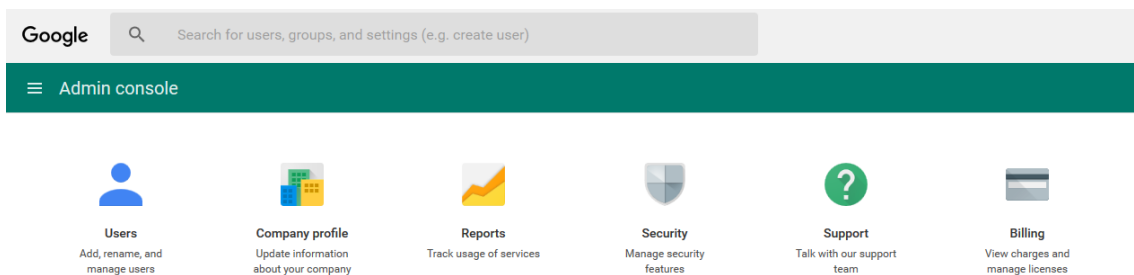 Google
Search for users, groups, and settings (e.g. create user)
Admin console
Users
Add, rename, and
manage users
Company profile
Update information
about your company
Reports
Track usage of services
Security
Manage security
features
Support
Talk with our support
team
Billing
View charges and
manage licenses